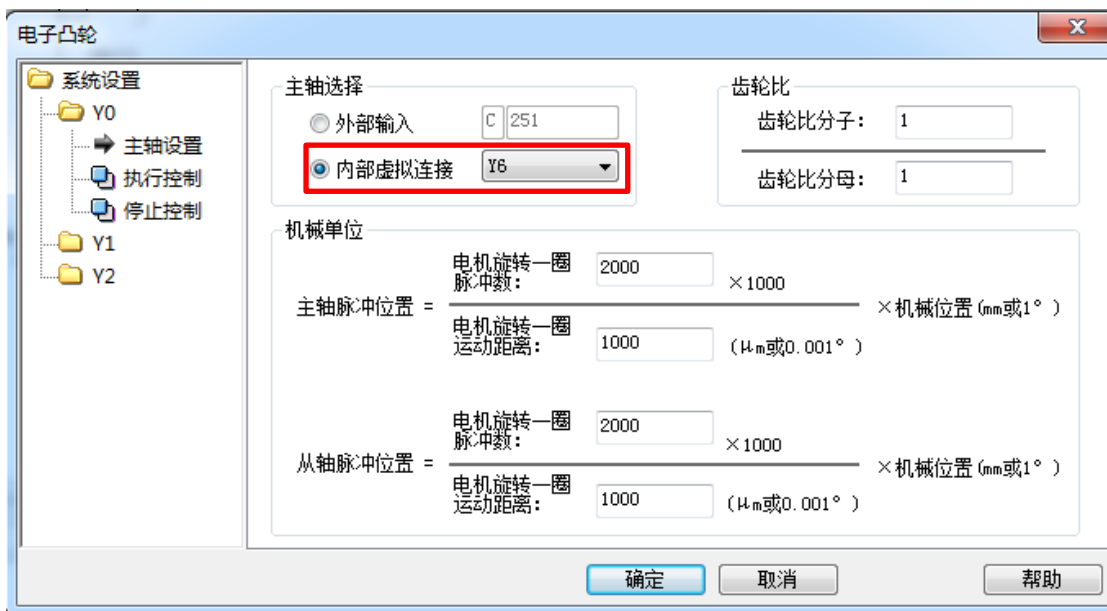 电子凸轮
系统设置
Y0
主轴设置
执行控制
停止控制
Y1
Y2
主轴选择
外部输入 C 251
内部虚拟连接 Y6
齿轮比
齿轮比分子： 1
齿轮比分母： 1
机械单位
主轴脉冲位置 =
电机旋转一圈
脉冲数： 2000 ×1000
电机旋转一圈
运动距离： 1000 (μm或0.001°)
×机械位置(mm或1°)
从轴脉冲位置 =
电机旋转一圈
脉冲数： 2000 ×1000
电机旋转一圈
运动距离： 1000 (μm或0.001°)
×机械位置(mm或1°)
确定 取消 帮助